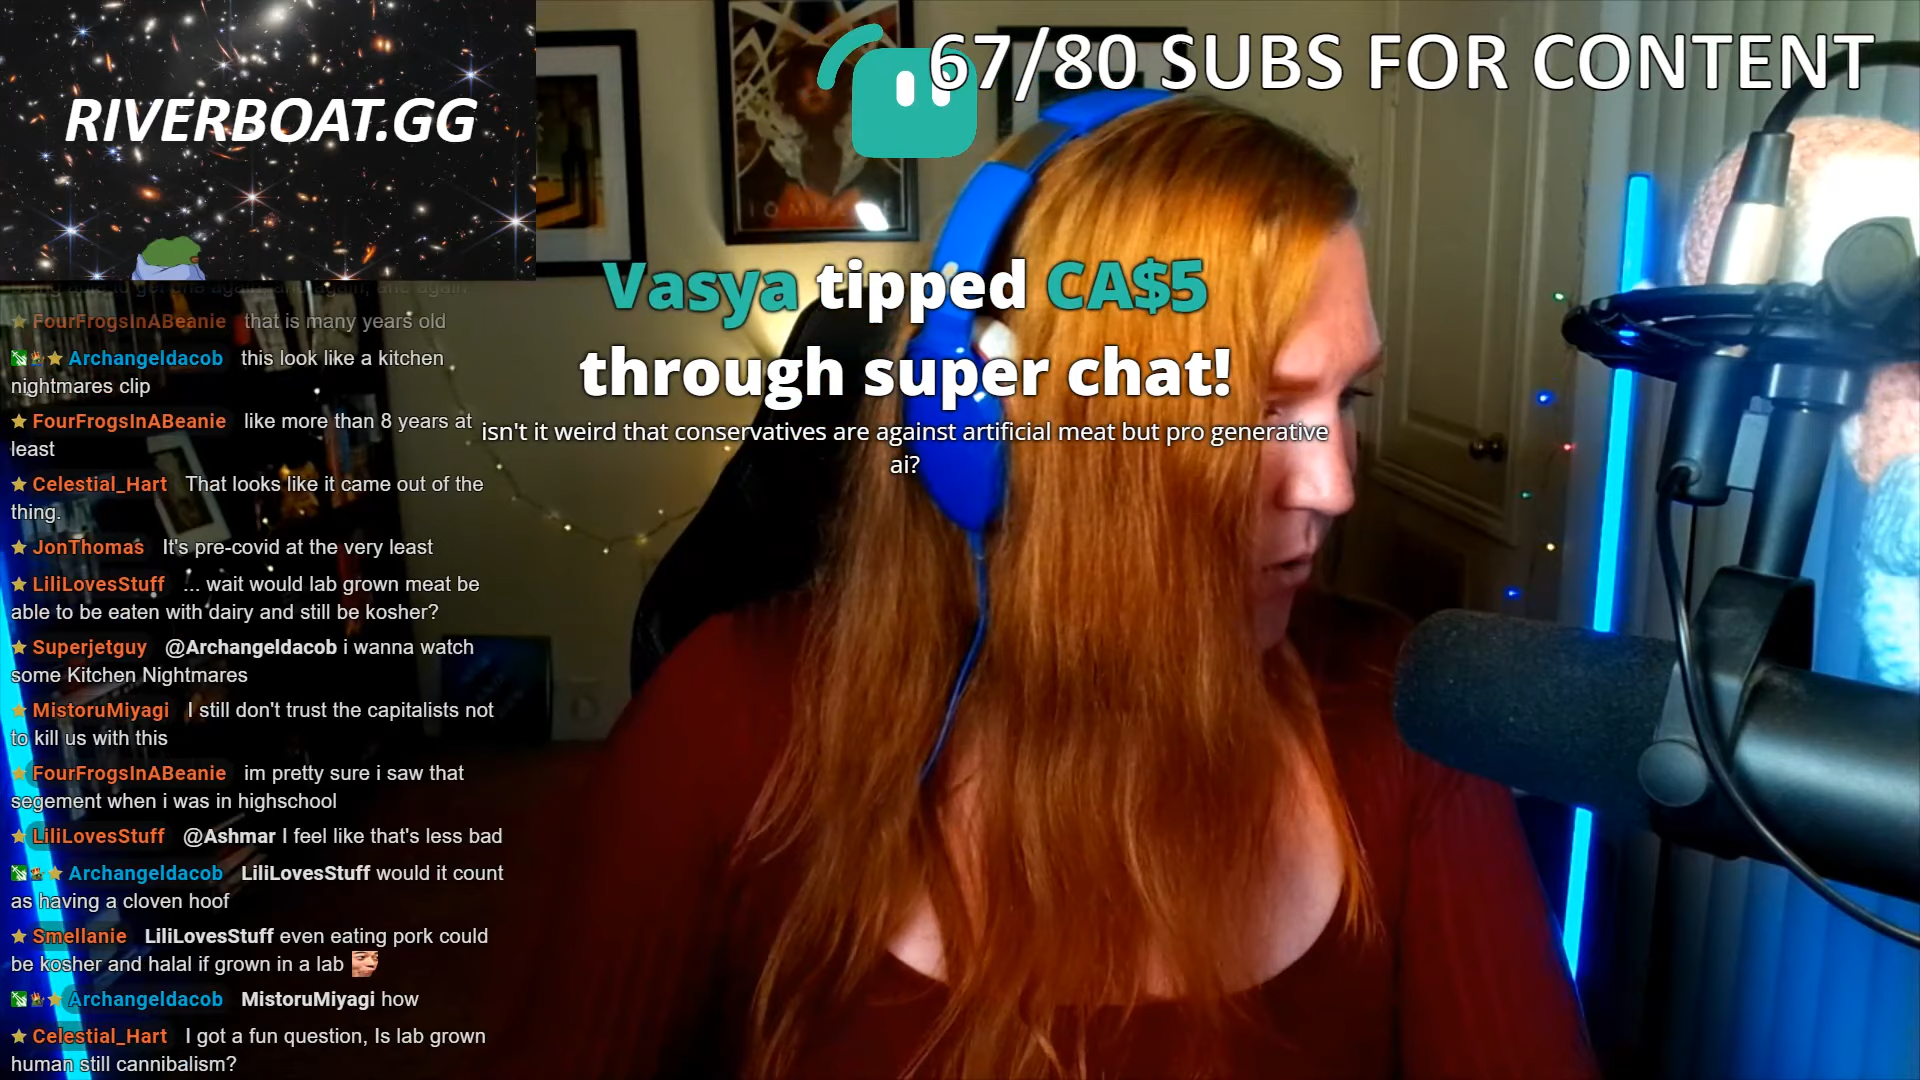 67/80 SUBS FOR CONTENT
RIVERBOAT.GG
Vasya tipped CA$5
through super chat!
isn't it weird that conservatives are against artificial meat but pro generative
ai?
FourFrogsInABeanie that is many years old
Archangeldacob this look like a kitchen
nightmares clip
FourFrogsInABeanie like more than 8 years at
least
Celestial_Hart That looks like it came out of the
thing.
JonThomas It's pre-covid at the very least
LiliLovesStuff ... wait would lab grown meat be
able to be eaten with dairy and still be kosher?
Superjetguy @Archangeldacob i wanna watch
some Kitchen Nightmares
MistoruMiyagi I still don't trust the capitalists not
to kill us with this
FourFrogsInABeanie im pretty sure i saw that
segement when i was in highschool
LiliLovesStuff @Ashmar I feel like that's less bad
Archangeldacob LiliLovesStuff would it count
as having a cloven hoof
Smellanie LiliLovesStuff even eating pork could
be kosher and halal if grown in a lab
Archangeldacob MistoruMiyagi how
Celestial_Hart I got a fun question, Is lab grown
human still cannibalism?